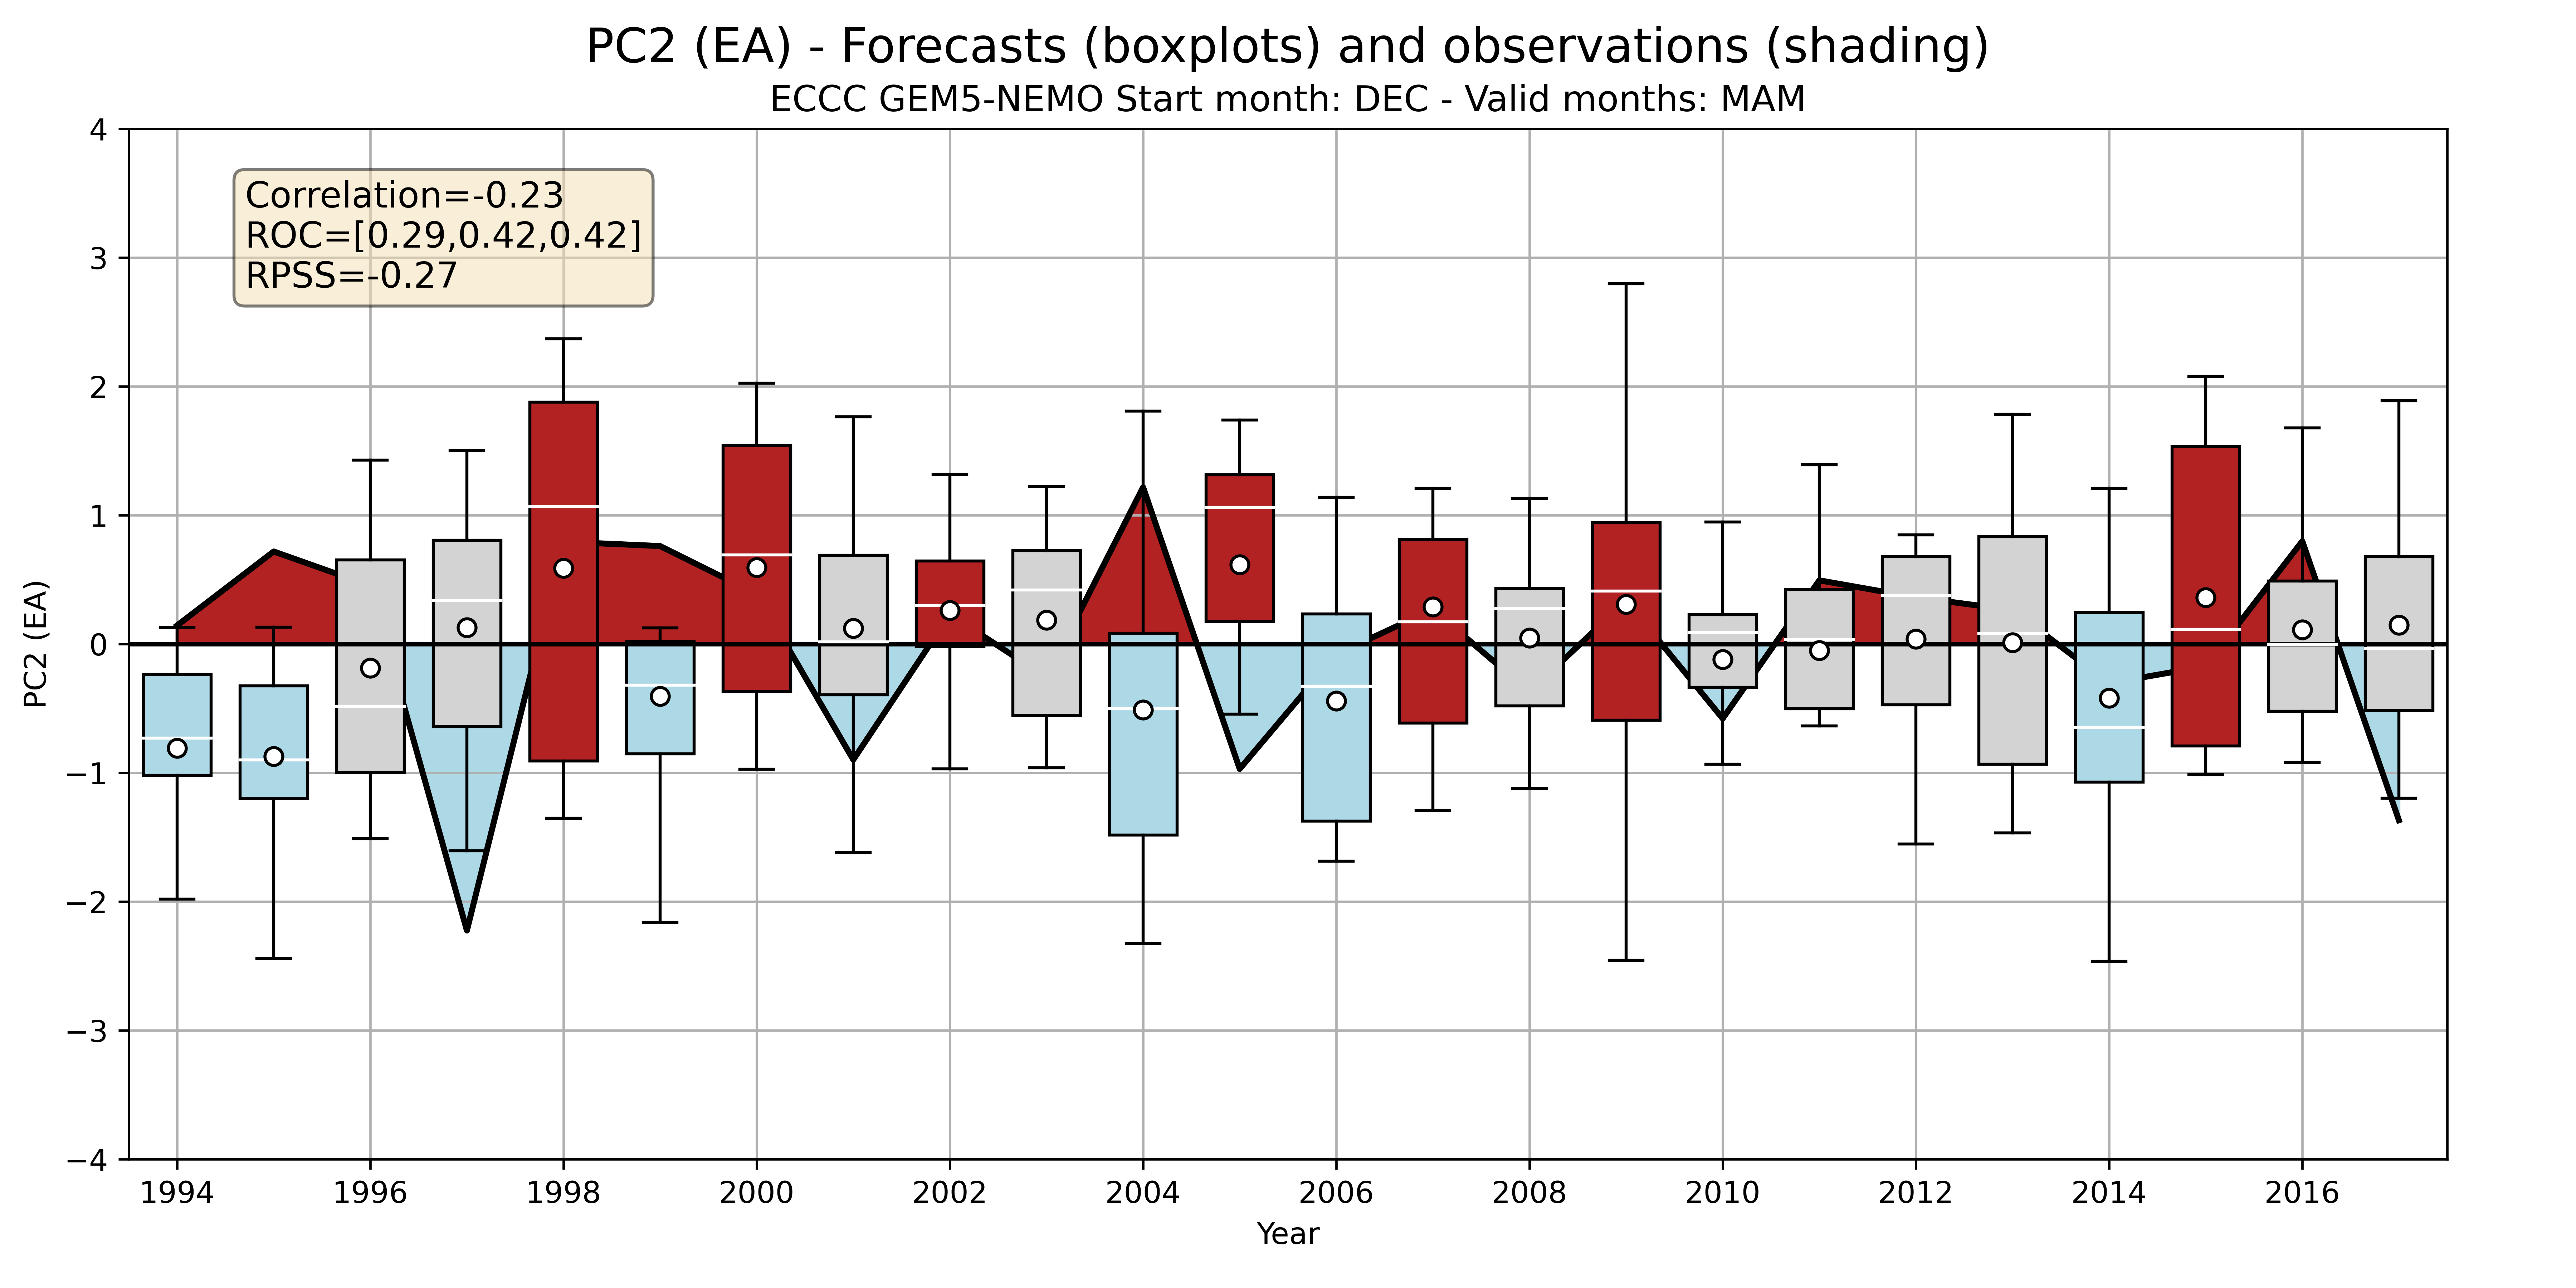 PC2 (EA) - Forecasts (boxplots) and observations (shading)
ECCC GEM5-NEMO Start month: DEC - Valid months: MAM
Correlation=-0.23
ROC=[0.29,0.42,0.42]
RPSS=-0.27
PC2 (EA)
4
3
2
1
0
−1
−2
−3
−4
1994 1996 1998 2000 2002 2004 2006 2008 2010 2012 2014 2016
Year